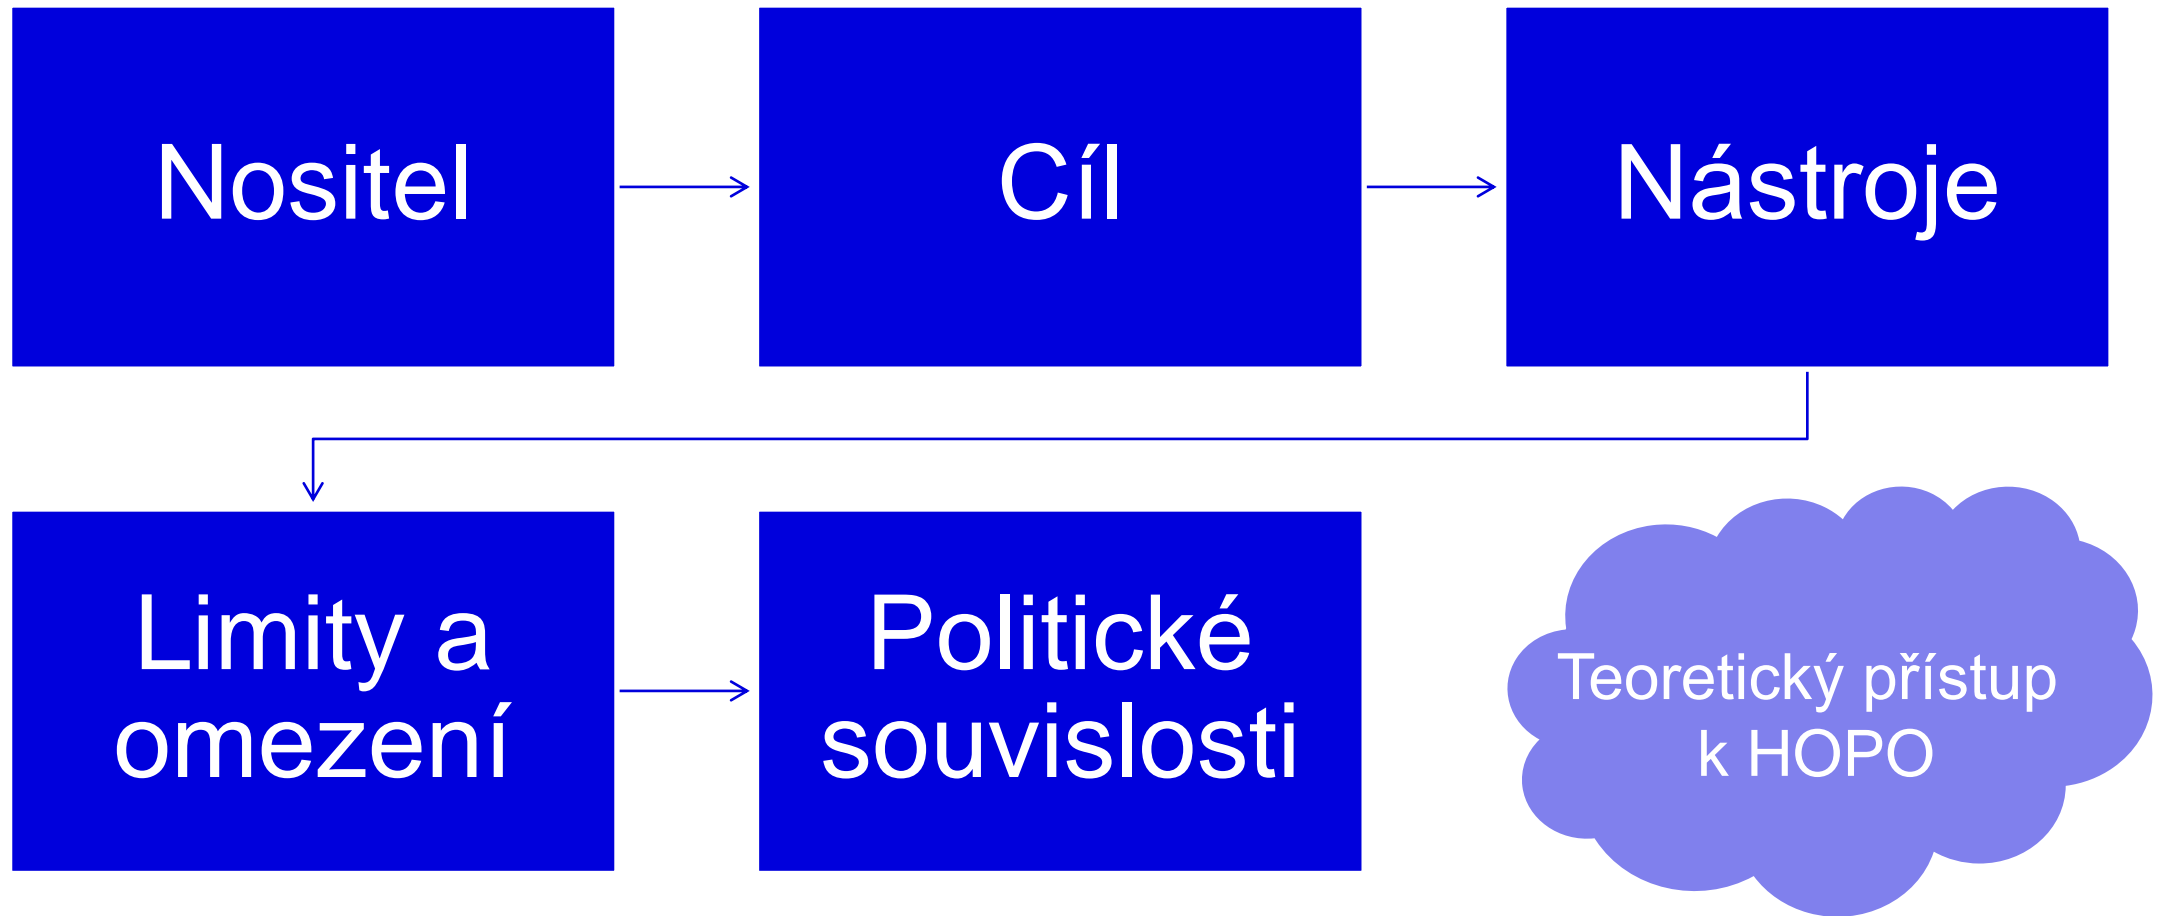 Nositel
Cíl
Nástroje
Limity a
omezení
Politické
souvislosti
Teoretický přístup
k HOPO